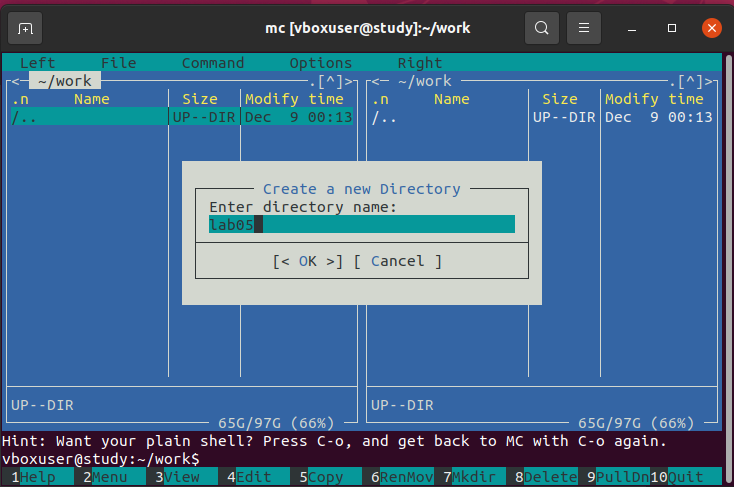 mc [vboxuser@study]:~/work
Left File Command Options Right
<─ ~/work ─.[^]>
<─ ~/work ─.[^]>
.n Name Size Modify time .n Name Size Modify time
/.. UP--DIR Dec 9 00:13 /.. UP--DIR Dec 9 00:13
Create a new Directory
Enter directory name:
lab05
[< OK >] [ Cancel ]
UP--DIR UP--DIR
65G/97G (66%) 65G/97G (66%)
Hint: Want your plain shell? Press C-o, and get back to MC with C-o again.
vboxuser@study:~/work$
1Help 2Menu 3View 4Edit 5Copy 6RenMov 7Mkdir 8Delete 9PullDn 10Quit